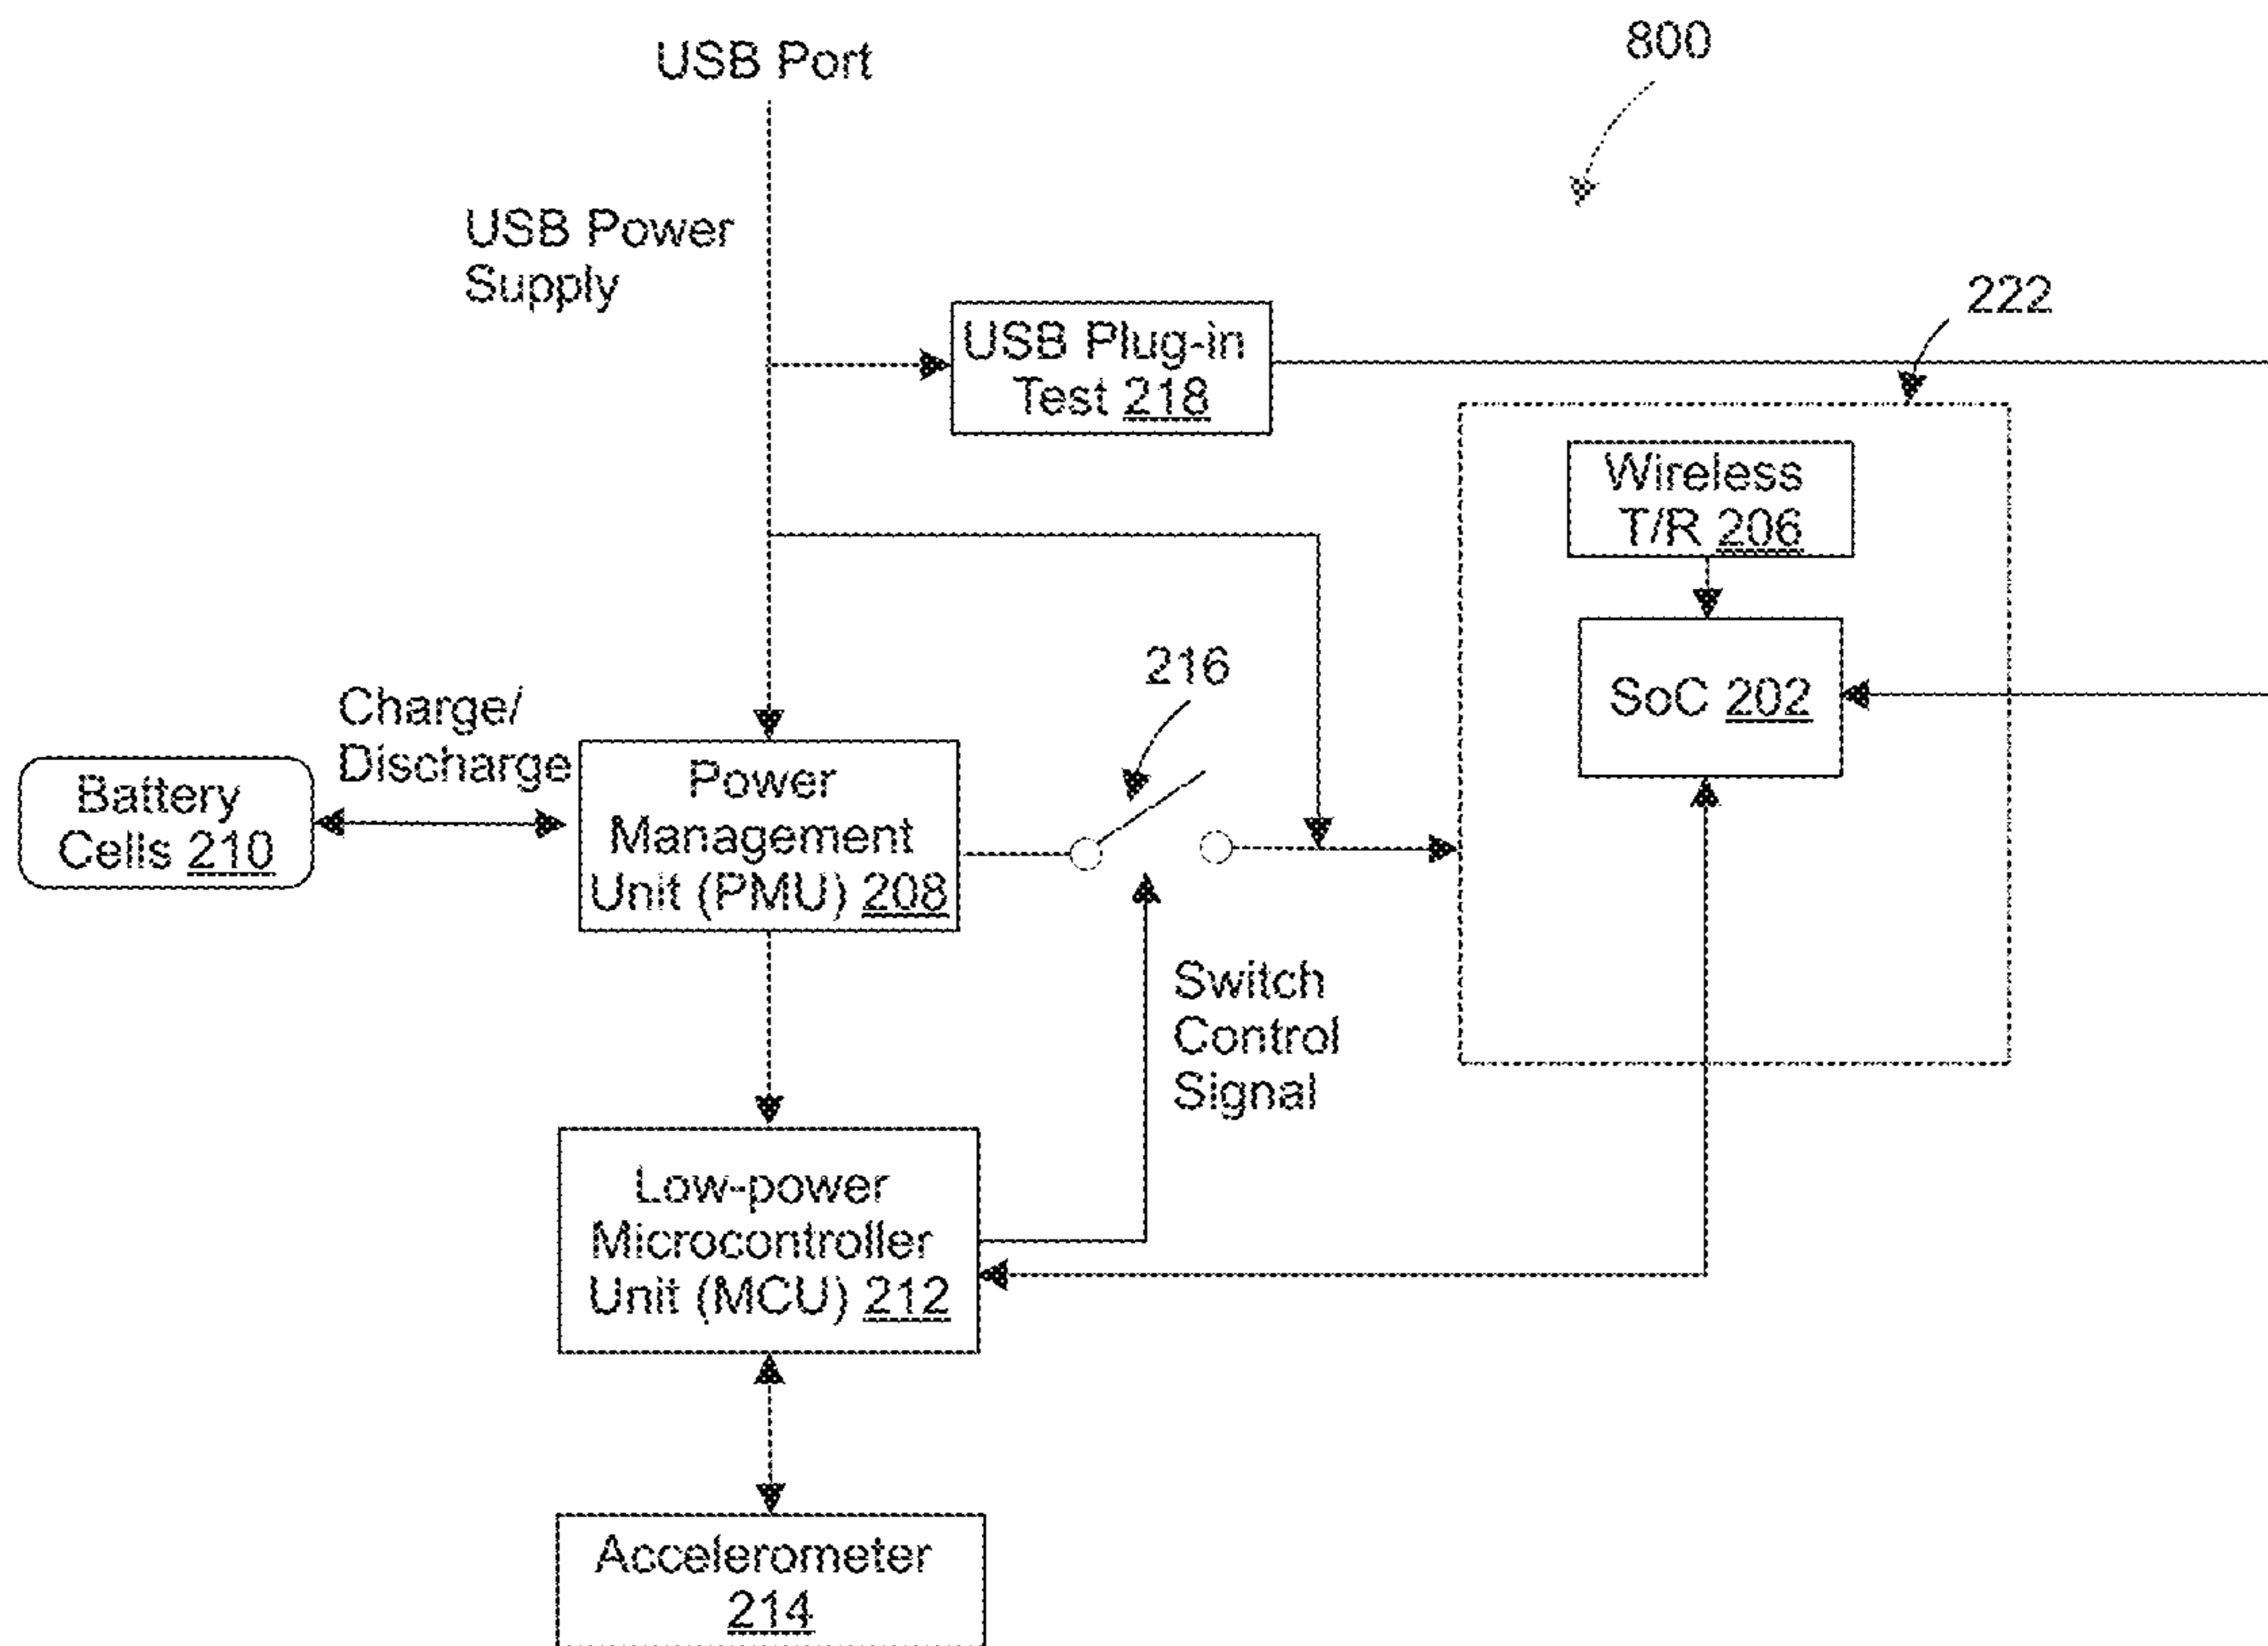 USB Port
800
USB Power
Supply
222
USB Plug-in
Test 218
Wireless
T/R 206
216
SoC 202
Charge/
Discharge
Battery
Cells 210
Power
Management
Unit (PMU) 208
Switch
Control
Signal
Low-power
Microcontroller
Unit (MCU) 212
Accelerometer
214